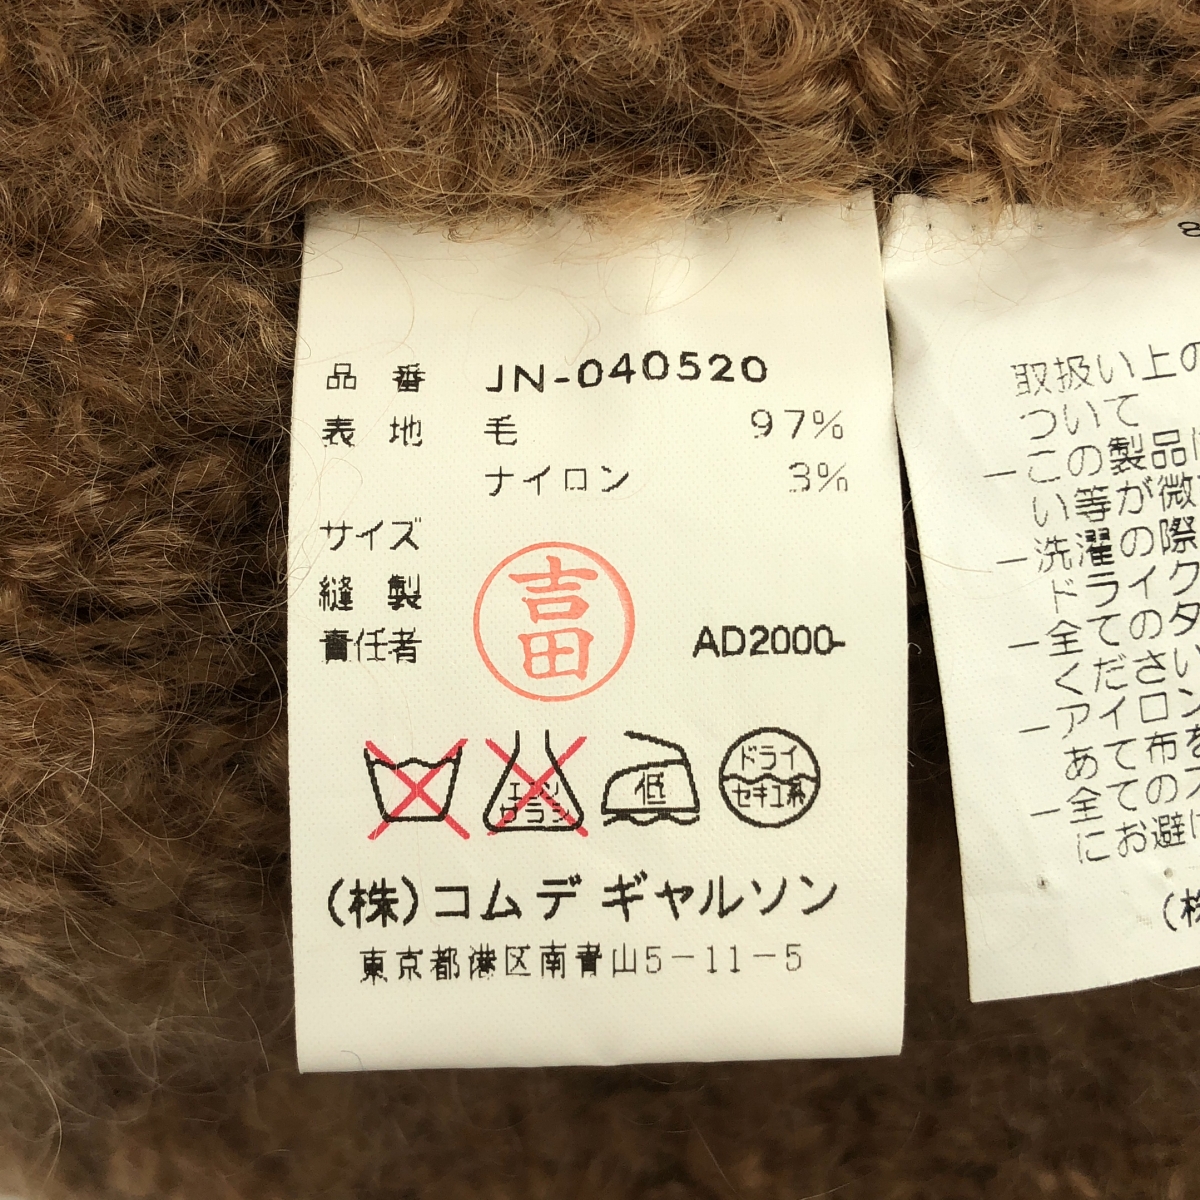 品番 JN-040520
表地 毛 97%
ナイロン 3%
サイズ
縫製
責任者
吉田
AD2000-
エンソ
サラシ
低
ドライ
セキユ系
(株)コム デ ギャルソン
東京都港区南青山5-11-5
8
取扱い上の
ついて
-この製品
い等が微
-洗濯の際
ドライク
-全てのタ
ください
-アイロン
あて布を
-全ての
にお避け
(株